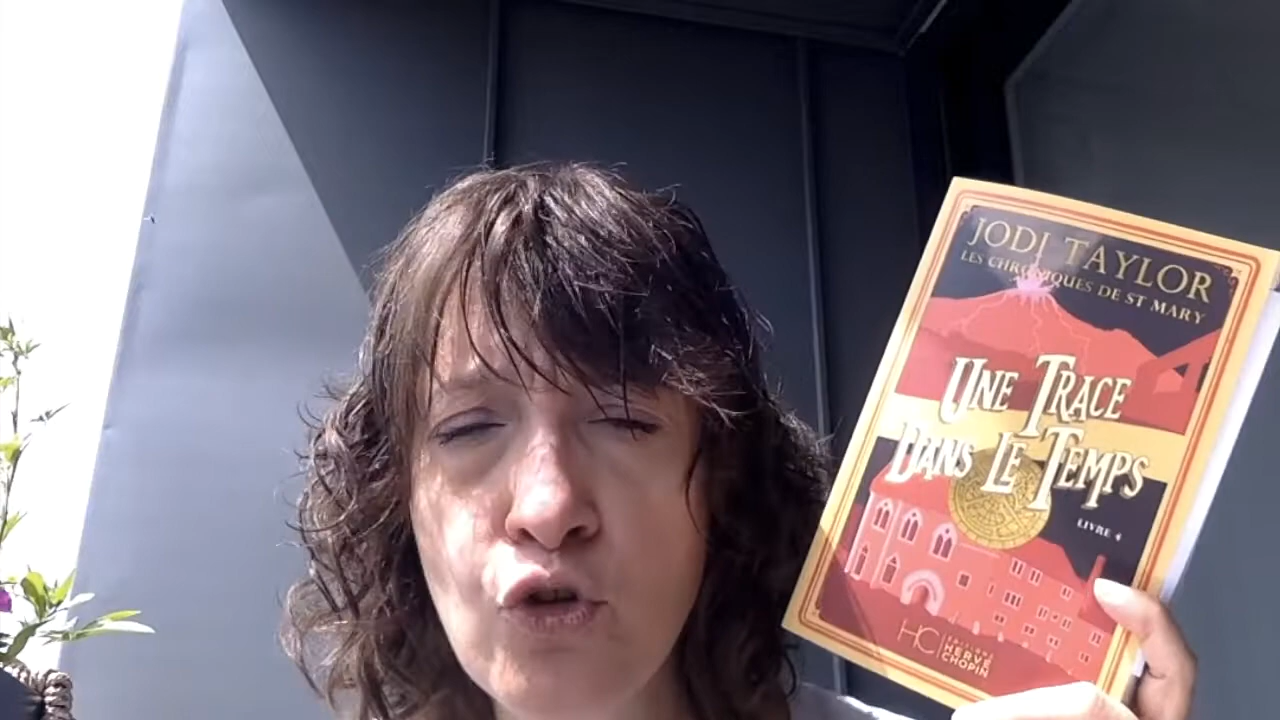 JODI TAYLOR
LES CHRONIQUES DE ST MARY
UNE TRACE
DANS LE TEMPS
LIVRE 4
HC
ÉDITIONS
HERVÉ
CHOPIN